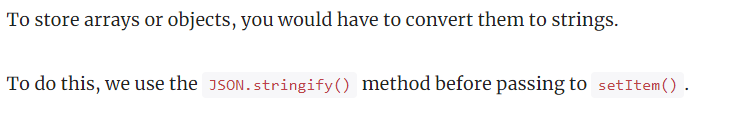 To store arrays or objects, you would have to convert them to strings.
To do this, we use the JSON.stringify() method before passing to setItem() .